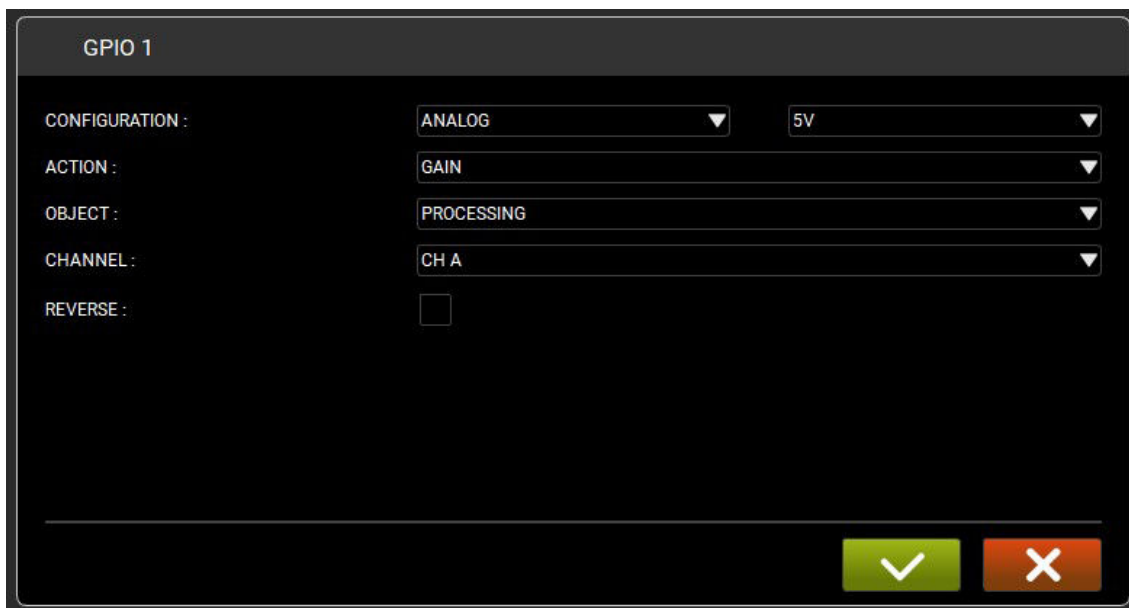 GPIO 1
CONFIGURATION : ANALOG 5V
ACTION : GAIN
OBJECT : PROCESSING
CHANNEL : CH A
REVERSE :